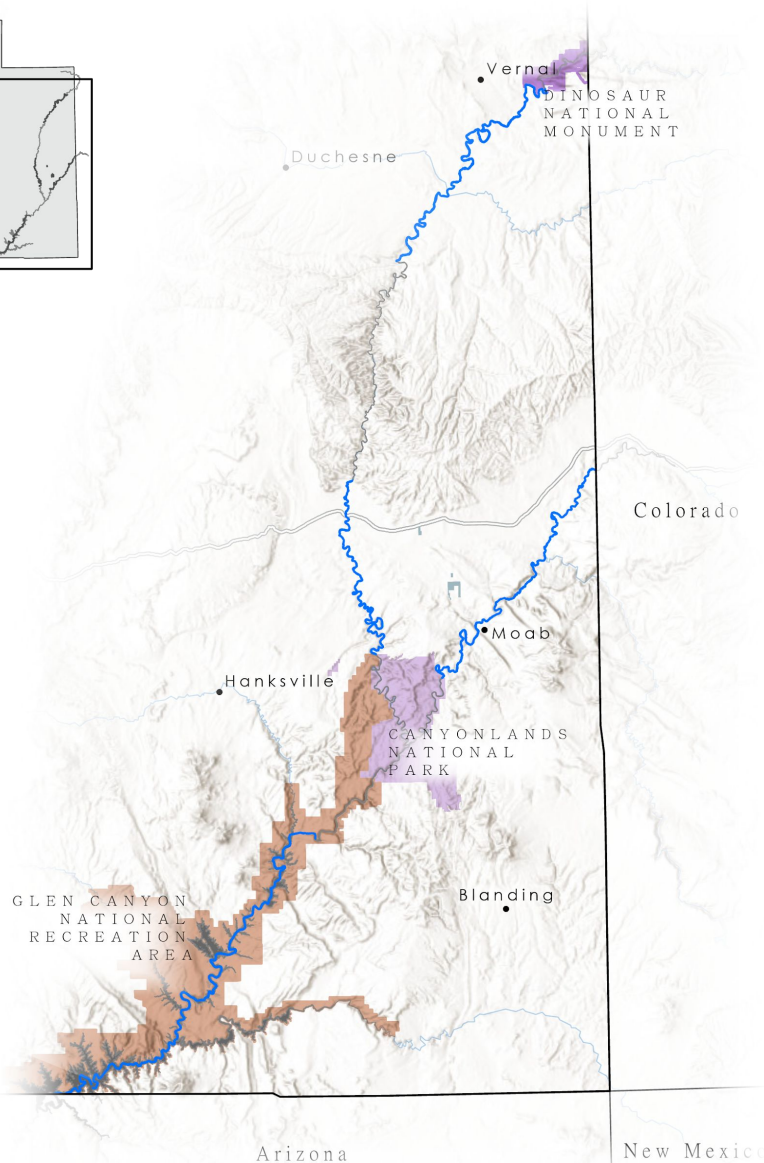 Vernal
DINOSAUR
NATIONAL
MONUMENT
Duchesne
Colorado
Moab
Hanksville
CANYONLANDS
NATIONAL
PARK
Blanding
GLEN CANYON
NATIONAL
RECREATION
AREA
Arizona
New Mexico